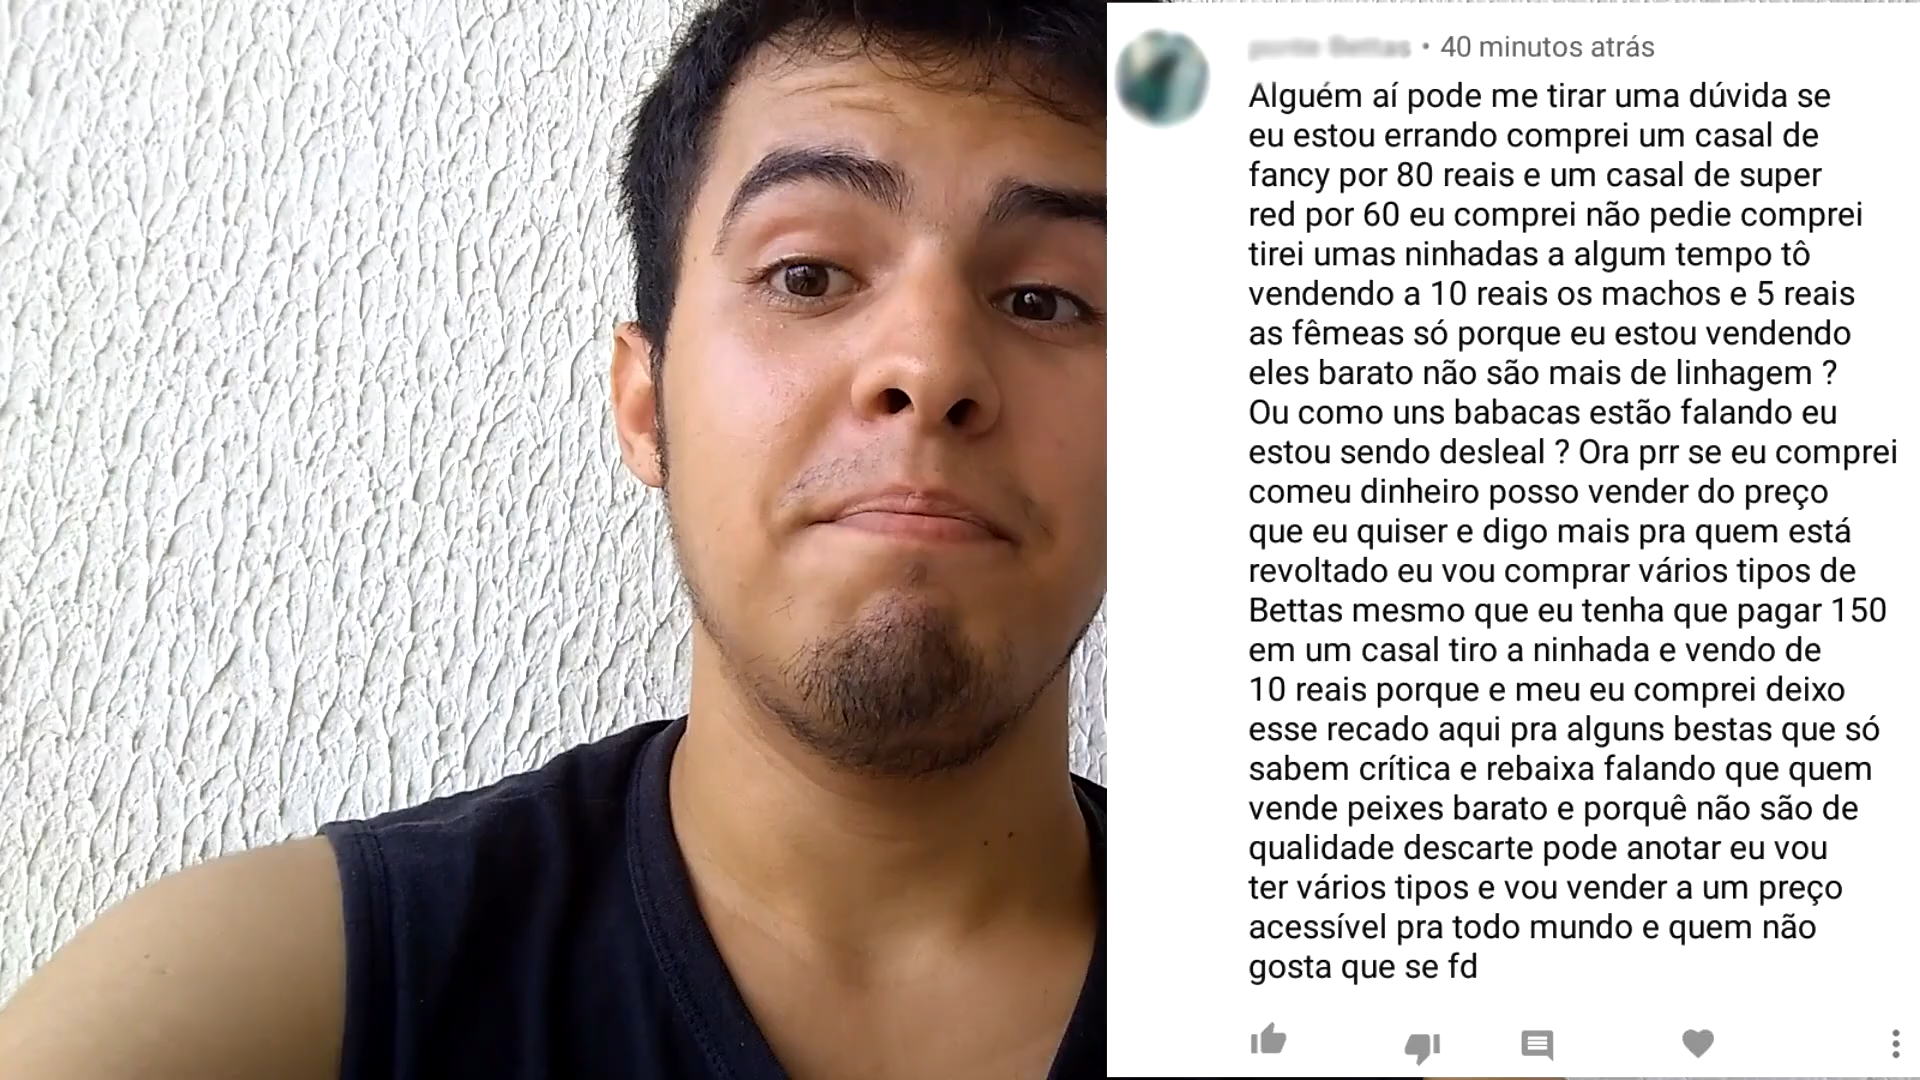 • 40 minutos atrás
Alguém aí pode me tirar uma dúvida se
eu estou errando comprei um casal de
fancy por 80 reais e um casal de super
red por 60 eu comprei não pedie comprei
tirei umas ninhadas a algum tempo tô
vendendo a 10 reais os machos e 5 reais
as fêmeas só porque eu estou vendendo
eles barato não são mais de linhagem ?
Ou como uns babacas estão falando eu
estou sendo desleal ? Ora prr se eu comprei
comeu dinheiro posso vender do preço
que eu quiser e digo mais pra quem está
revoltado eu vou comprar vários tipos de
Bettas mesmo que eu tenha que pagar 150
em um casal tiro a ninhada e vendo de
10 reais porque e meu eu comprei deixo
esse recado aqui pra alguns bestas que só
sabem crítica e rebaixa falando que quem
vende peixes barato e porquê não são de
qualidade descarte pode anotar eu vou
ter vários tipos e vou vender a um preço
acessível pra todo mundo e quem não
gosta que se fd